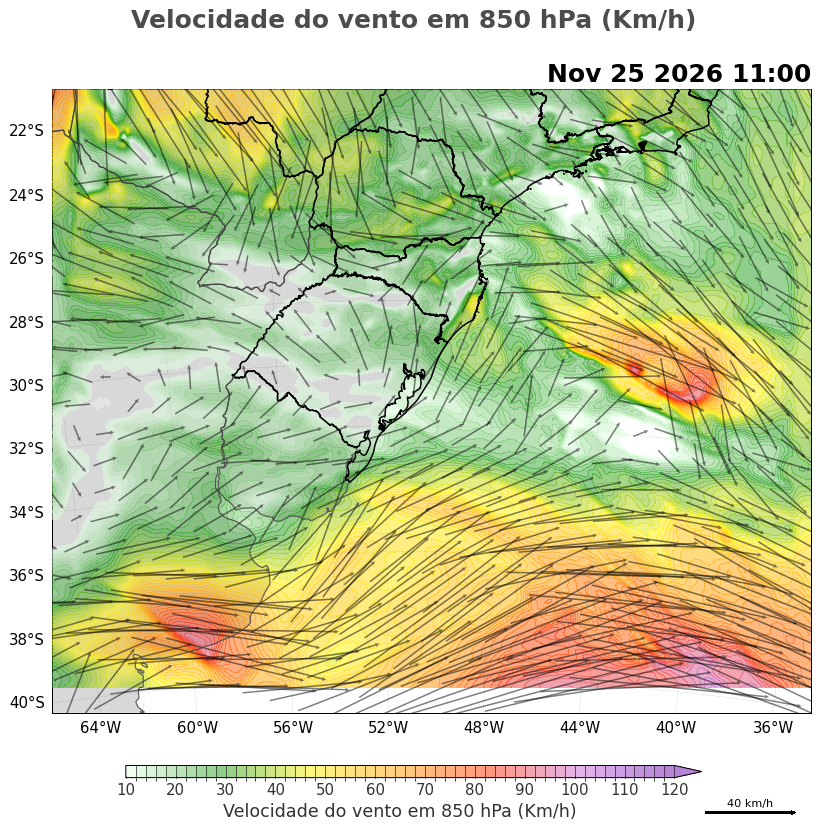 Velocidade do vento em 850 hPa (Km/h)
Nov 25 2026 11:00
22°S
24°S
26°S
28°S
30°S
32°S
34°S
36°S
38°S
40°S
64°W 60°W 56°W 52°W 48°W 44°W 40°W 36°W
10 20 30 40 50 60 70 80 90 100 110 120
Velocidade do vento em 850 hPa (Km/h)
40 km/h